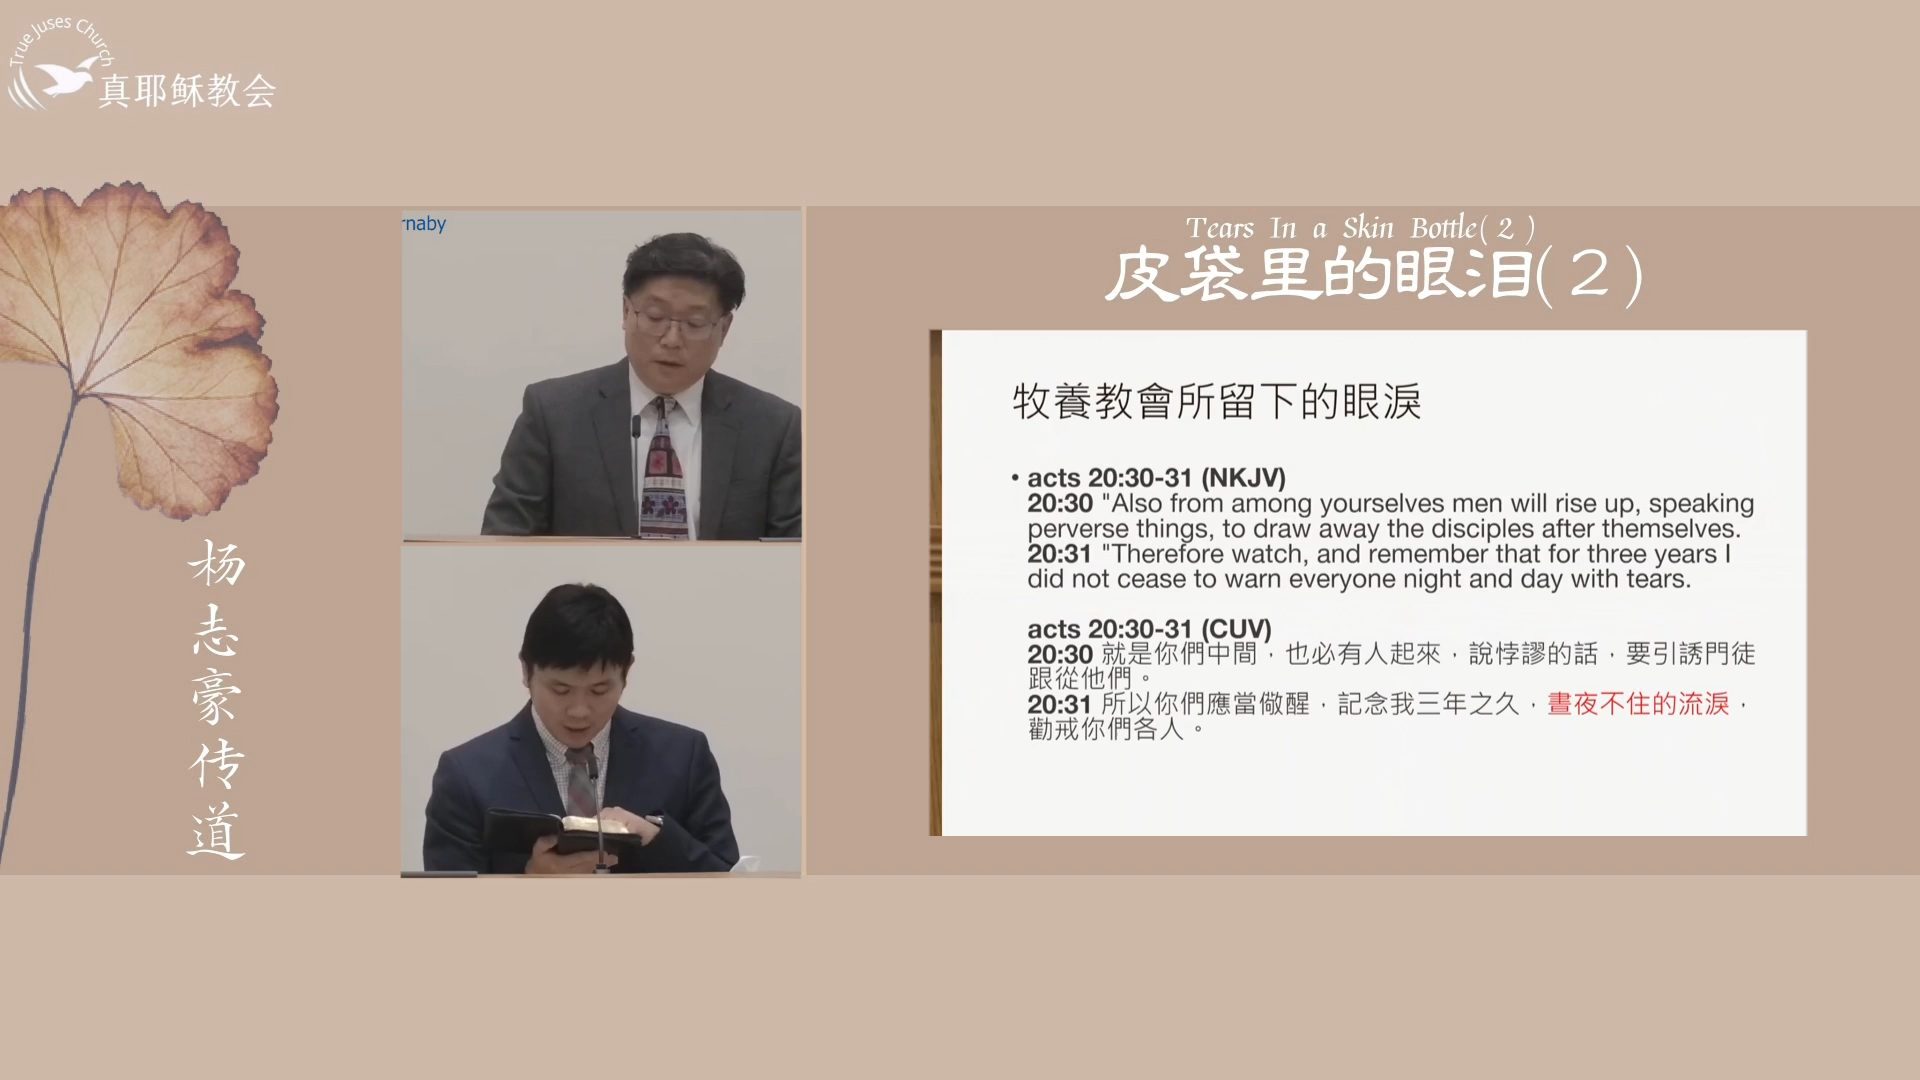 True Juses Church
真耶稣教会
rnaby
Tears In a Skin Bottle(2)
皮袋里的眼泪(2)
牧養教會所留下的眼淚
• acts 20:30-31 (NKJV)
20:30 "Also from among yourselves men will rise up, speaking
perverse things, to draw away the disciples after themselves.
20:31 "Therefore watch, and remember that for three years I
did not cease to warn everyone night and day with tears.
acts 20:30-31 (CUV)
20:30 就是你們中間，也必有人起來，說悖謬的話，要引誘門徒
跟從他們。
20:31 所以你們應當儆醒，記念我三年之久，晝夜不住的流淚，
勸戒你們各人。
杨志豪传道